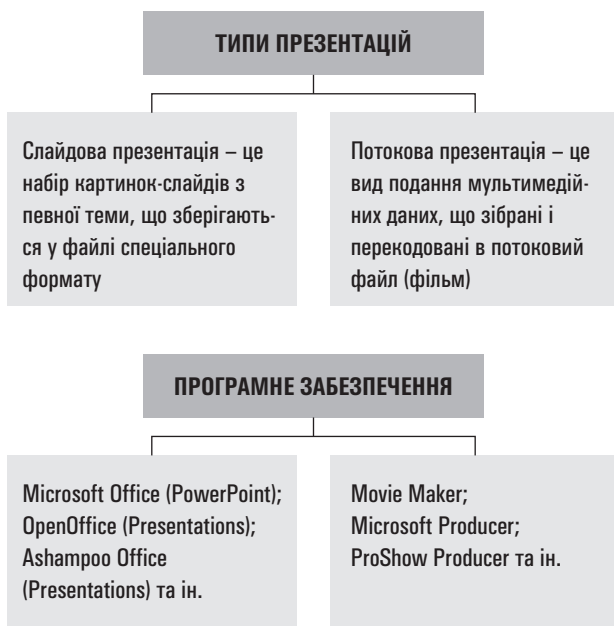 ТИПИ ПРЕЗЕНТАЦІЙ
Слайдова презентація – це
набір картинок-слайдів з
певної теми, що зберігають-
ся у файлі спеціального
формату
Потокова презентація – це
вид подання мультимедій-
них даних, що зібрані і
перекодовані в потоковий
файл (фільм)
ПРОГРАМНЕ ЗАБЕЗПЕЧЕННЯ
Microsoft Office (PowerPoint);
OpenOffice (Presentations);
Ashampoo Office
(Presentations) та ін.
Movie Maker;
Microsoft Producer;
ProShow Producer та ін.